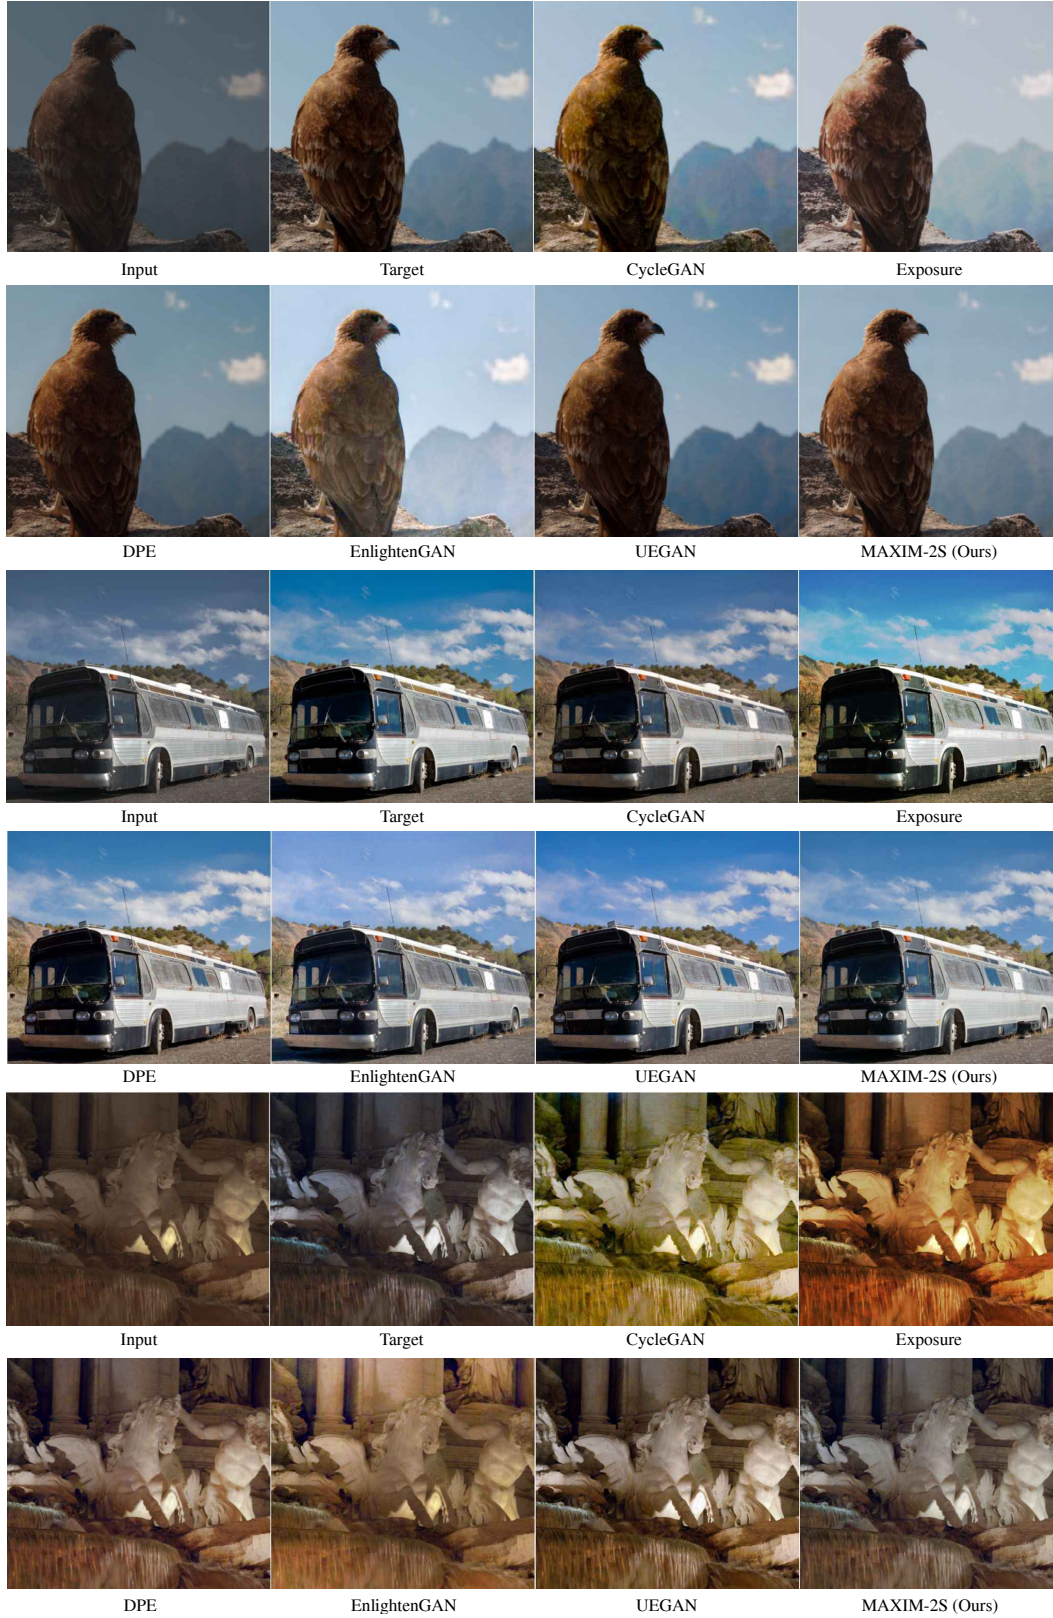 Input Target CycleGAN Exposure
DPE EnlightenGAN UEGAN MAXIM-2S (Ours)
Input Target CycleGAN Exposure
DPE EnlightenGAN UEGAN MAXIM-2S (Ours)
Input Target CycleGAN Exposure
DPE EnlightenGAN UEGAN MAXIM-2S (Ours)